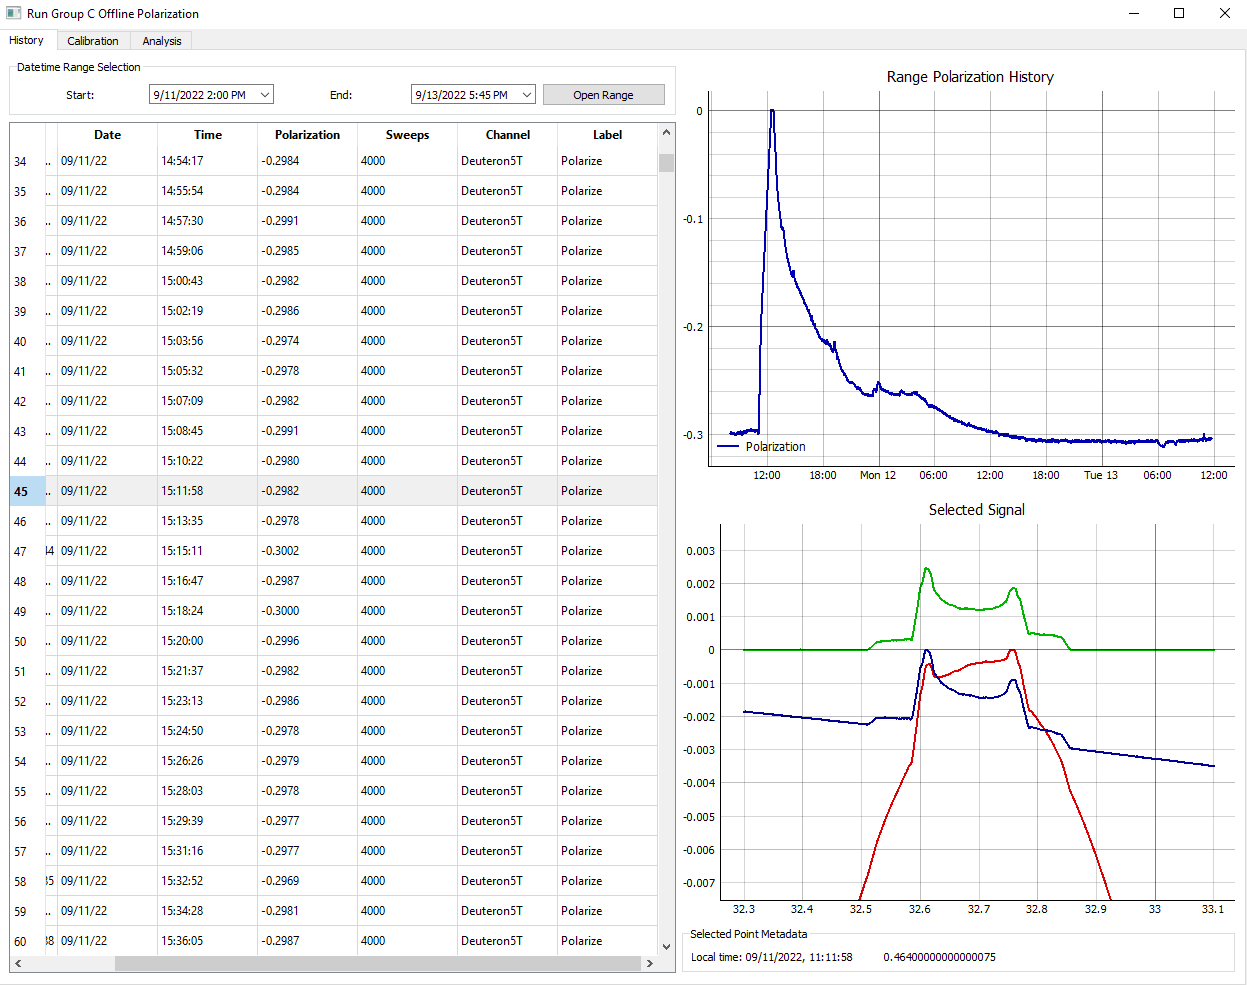 Run Group C Offline Polarization
History Calibration Analysis
Datetime Range Selection
Start: 9/11/2022 2:00 PM End: 9/13/2022 5:45 PM Open Range
Date Time Polarization Sweeps Channel Label
34 .. 09/11/22 14:54:17 -0.2984 4000 Deuteron5T Polarize
35 .. 09/11/22 14:55:54 -0.2984 4000 Deuteron5T Polarize
36 .. 09/11/22 14:57:30 -0.2991 4000 Deuteron5T Polarize
37 .. 09/11/22 14:59:06 -0.2985 4000 Deuteron5T Polarize
38 .. 09/11/22 15:00:43 -0.2982 4000 Deuteron5T Polarize
39 .. 09/11/22 15:02:19 -0.2986 4000 Deuteron5T Polarize
40 .. 09/11/22 15:03:56 -0.2974 4000 Deuteron5T Polarize
41 .. 09/11/22 15:05:32 -0.2978 4000 Deuteron5T Polarize
42 .. 09/11/22 15:07:09 -0.2982 4000 Deuteron5T Polarize
43 .. 09/11/22 15:08:45 -0.2991 4000 Deuteron5T Polarize
44 .. 09/11/22 15:10:22 -0.2980 4000 Deuteron5T Polarize
45 .. 09/11/22 15:11:58 -0.2982 4000 Deuteron5T Polarize
46 .. 09/11/22 15:13:35 -0.2978 4000 Deuteron5T Polarize
47 44 09/11/22 15:15:11 -0.3002 4000 Deuteron5T Polarize
48 .. 09/11/22 15:16:47 -0.2987 4000 Deuteron5T Polarize
49 .. 09/11/22 15:18:24 -0.3000 4000 Deuteron5T Polarize
50 .. 09/11/22 15:20:00 -0.2996 4000 Deuteron5T Polarize
51 .. 09/11/22 15:21:37 -0.2982 4000 Deuteron5T Polarize
52 .. 09/11/22 15:23:13 -0.2986 4000 Deuteron5T Polarize
53 .. 09/11/22 15:24:50 -0.2978 4000 Deuteron5T Polarize
54 .. 09/11/22 15:26:26 -0.2979 4000 Deuteron5T Polarize
55 .. 09/11/22 15:28:03 -0.2978 4000 Deuteron5T Polarize
56 .. 09/11/22 15:29:39 -0.2977 4000 Deuteron5T Polarize
57 .. 09/11/22 15:31:16 -0.2977 4000 Deuteron5T Polarize
58 35 09/11/22 15:32:52 -0.2969 4000 Deuteron5T Polarize
59 .. 09/11/22 15:34:28 -0.2981 4000 Deuteron5T Polarize
60 38 09/11/22 15:36:05 -0.2987 4000 Deuteron5T Polarize
Range Polarization History
0
-0.1
-0.2
-0.3
Polarization
12:00 18:00 Mon 12 06:00 12:00 18:00 Tue 13 06:00 12:00
Selected Signal
0.003
0.002
0.001
0
-0.001
-0.002
-0.003
-0.004
-0.005
-0.006
-0.007
32.3 32.4 32.5 32.6 32.7 32.8 32.9 33 33.1
Selected Point Metadata
Local time: 09/11/2022, 11:11:58 0.46400000000000075